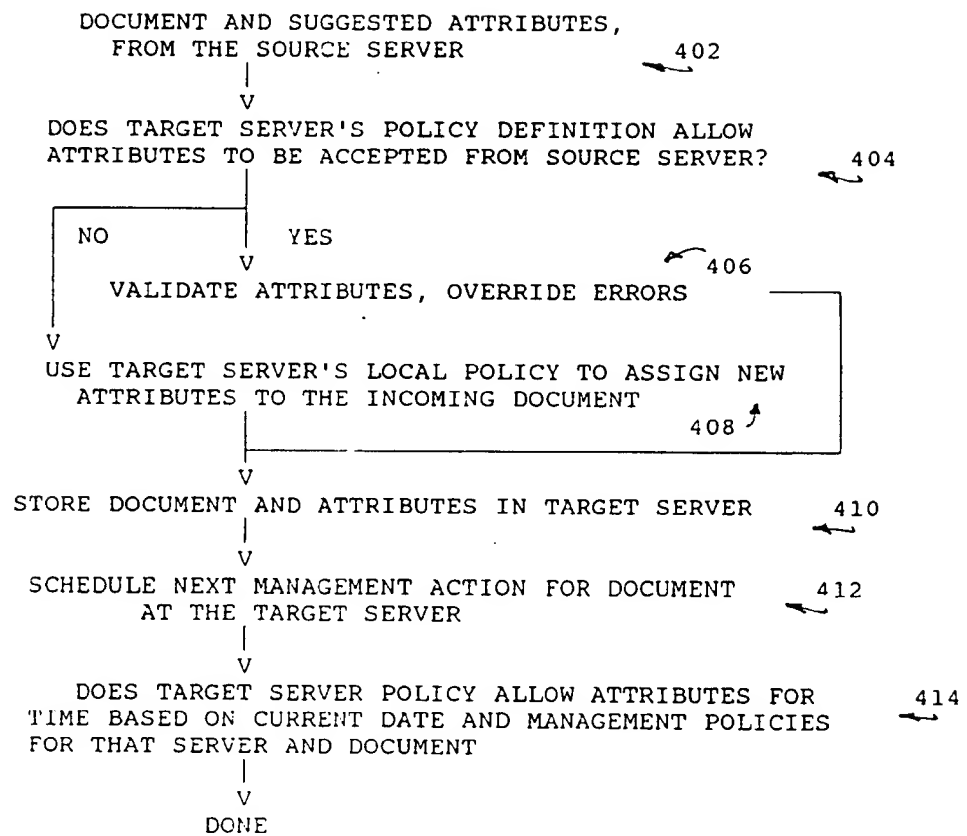 DOCUMENT AND SUGGESTED ATTRIBUTES,
FROM THE SOURCE SERVER
402
V
DOES TARGET SERVER'S POLICY DEFINITION ALLOW
ATTRIBUTES TO BE ACCEPTED FROM SOURCE SERVER?
404
NO YES
V
406
VALIDATE ATTRIBUTES, OVERRIDE ERRORS
V
USE TARGET SERVER'S LOCAL POLICY TO ASSIGN NEW
ATTRIBUTES TO THE INCOMING DOCUMENT
408
V
STORE DOCUMENT AND ATTRIBUTES IN TARGET SERVER
410
V
SCHEDULE NEXT MANAGEMENT ACTION FOR DOCUMENT
412
AT THE TARGET SERVER
V
DOES TARGET SERVER POLICY ALLOW ATTRIBUTES FOR
414
TIME BASED ON CURRENT DATE AND MANAGEMENT POLICIES
FOR THAT SERVER AND DOCUMENT
V
DONE